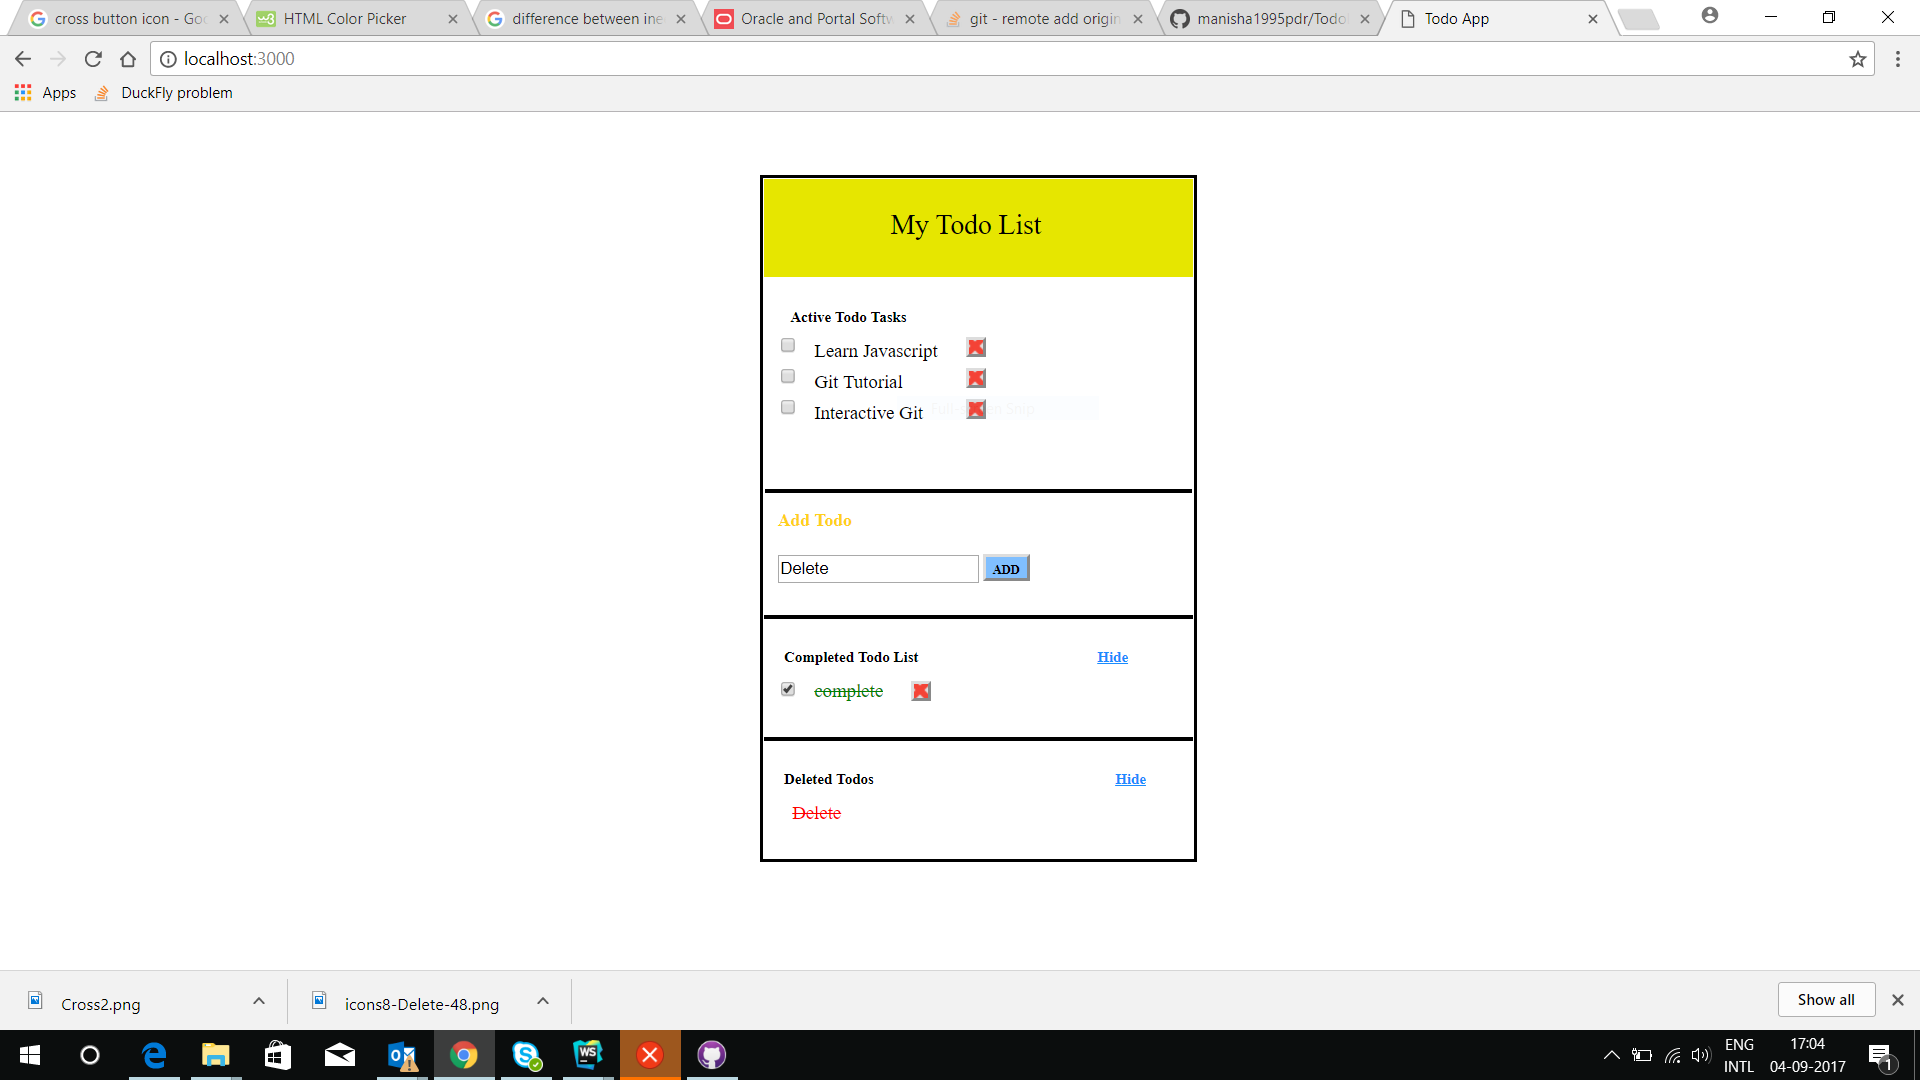 cross button icon - Goo
HTML Color Picker
difference between ine
Oracle and Portal Softw
git - remote add origin
manisha1995pdr/Todo
Todo App
localhost:3000
Apps
DuckFly problem
My Todo List
Active Todo Tasks
Learn Javascript
Git Tutorial
Interactive Git
Add Todo
Delete
ADD
Completed Todo List
Hide
complete
Deleted Todos
Hide
Delete
Cross2.png
icons8-Delete-48.png
Show all
ENG
INTL
17:04
04-09-2017
1
WS